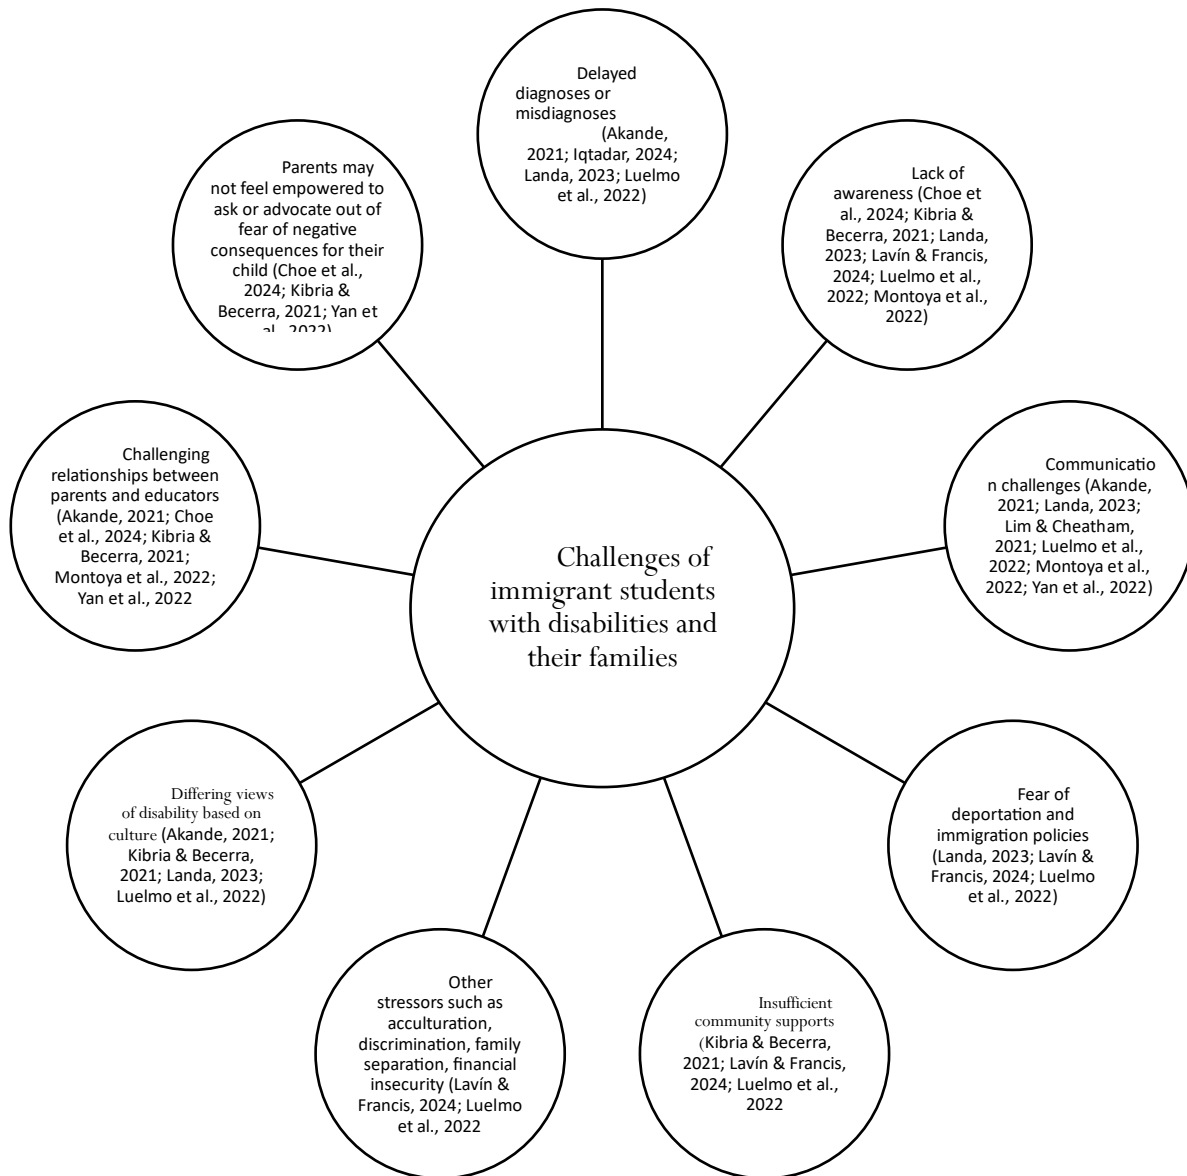 Delayed
diagnoses or
misdiagnoses
(Akande,
2021; Iqtadar, 2024;
Landa, 2023; Luelmo
et al., 2022)
Lack of
awareness (Choe et
al., 2024; Kibria &
Becerra, 2021; Landa,
2023; Lavín & Francis,
2024; Luelmo et al.,
2022; Montoya et al.,
2022)
Communicatio
n challenges (Akande,
2021; Landa, 2023;
Lim & Cheatham,
2021; Luelmo et al.,
2022; Montoya et al.,
2022; Yan et al., 2022)
Fear of
deportation and
immigration policies
(Landa, 2023; Lavín &
Francis, 2024; Luelmo
et al., 2022)
Insufficient
community supports
(Kibria & Becerra,
2021; Lavín & Francis,
2024; Luelmo et al.,
2022
Other
stressors such as
acculturation,
discrimination, family
separation, financial
insecurity (Lavín &
Francis, 2024; Luelmo
et al., 2022
Differing views
of disability based on
culture (Akande, 2021;
Kibria & Becerra,
2021; Landa, 2023;
Luelmo et al., 2022)
Challenging
relationships between
parents and educators
(Akande, 2021; Choe
et al., 2024; Kibria &
Becerra, 2021;
Montoya et al., 2022;
Yan et al., 2022
Parents may
not feel empowered to
ask or advocate out of
fear of negative
consequences for their
child (Choe et al.,
2024; Kibria &
Becerra, 2021; Yan et
al., 2022)
Challenges of
immigrant students
with disabilities and
their families